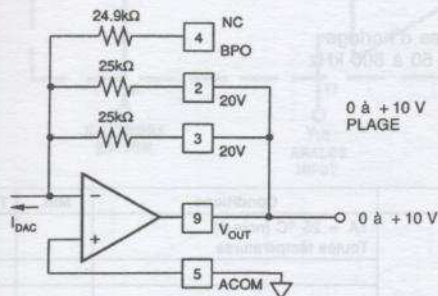 24.9kΩ
4
NC
BPO
25kΩ
2
20V
25kΩ
3
20V
0 à +10 V
PLAGE
−
+
I_DAC
9
V_OUT
0 à +10 V
5
ACOM